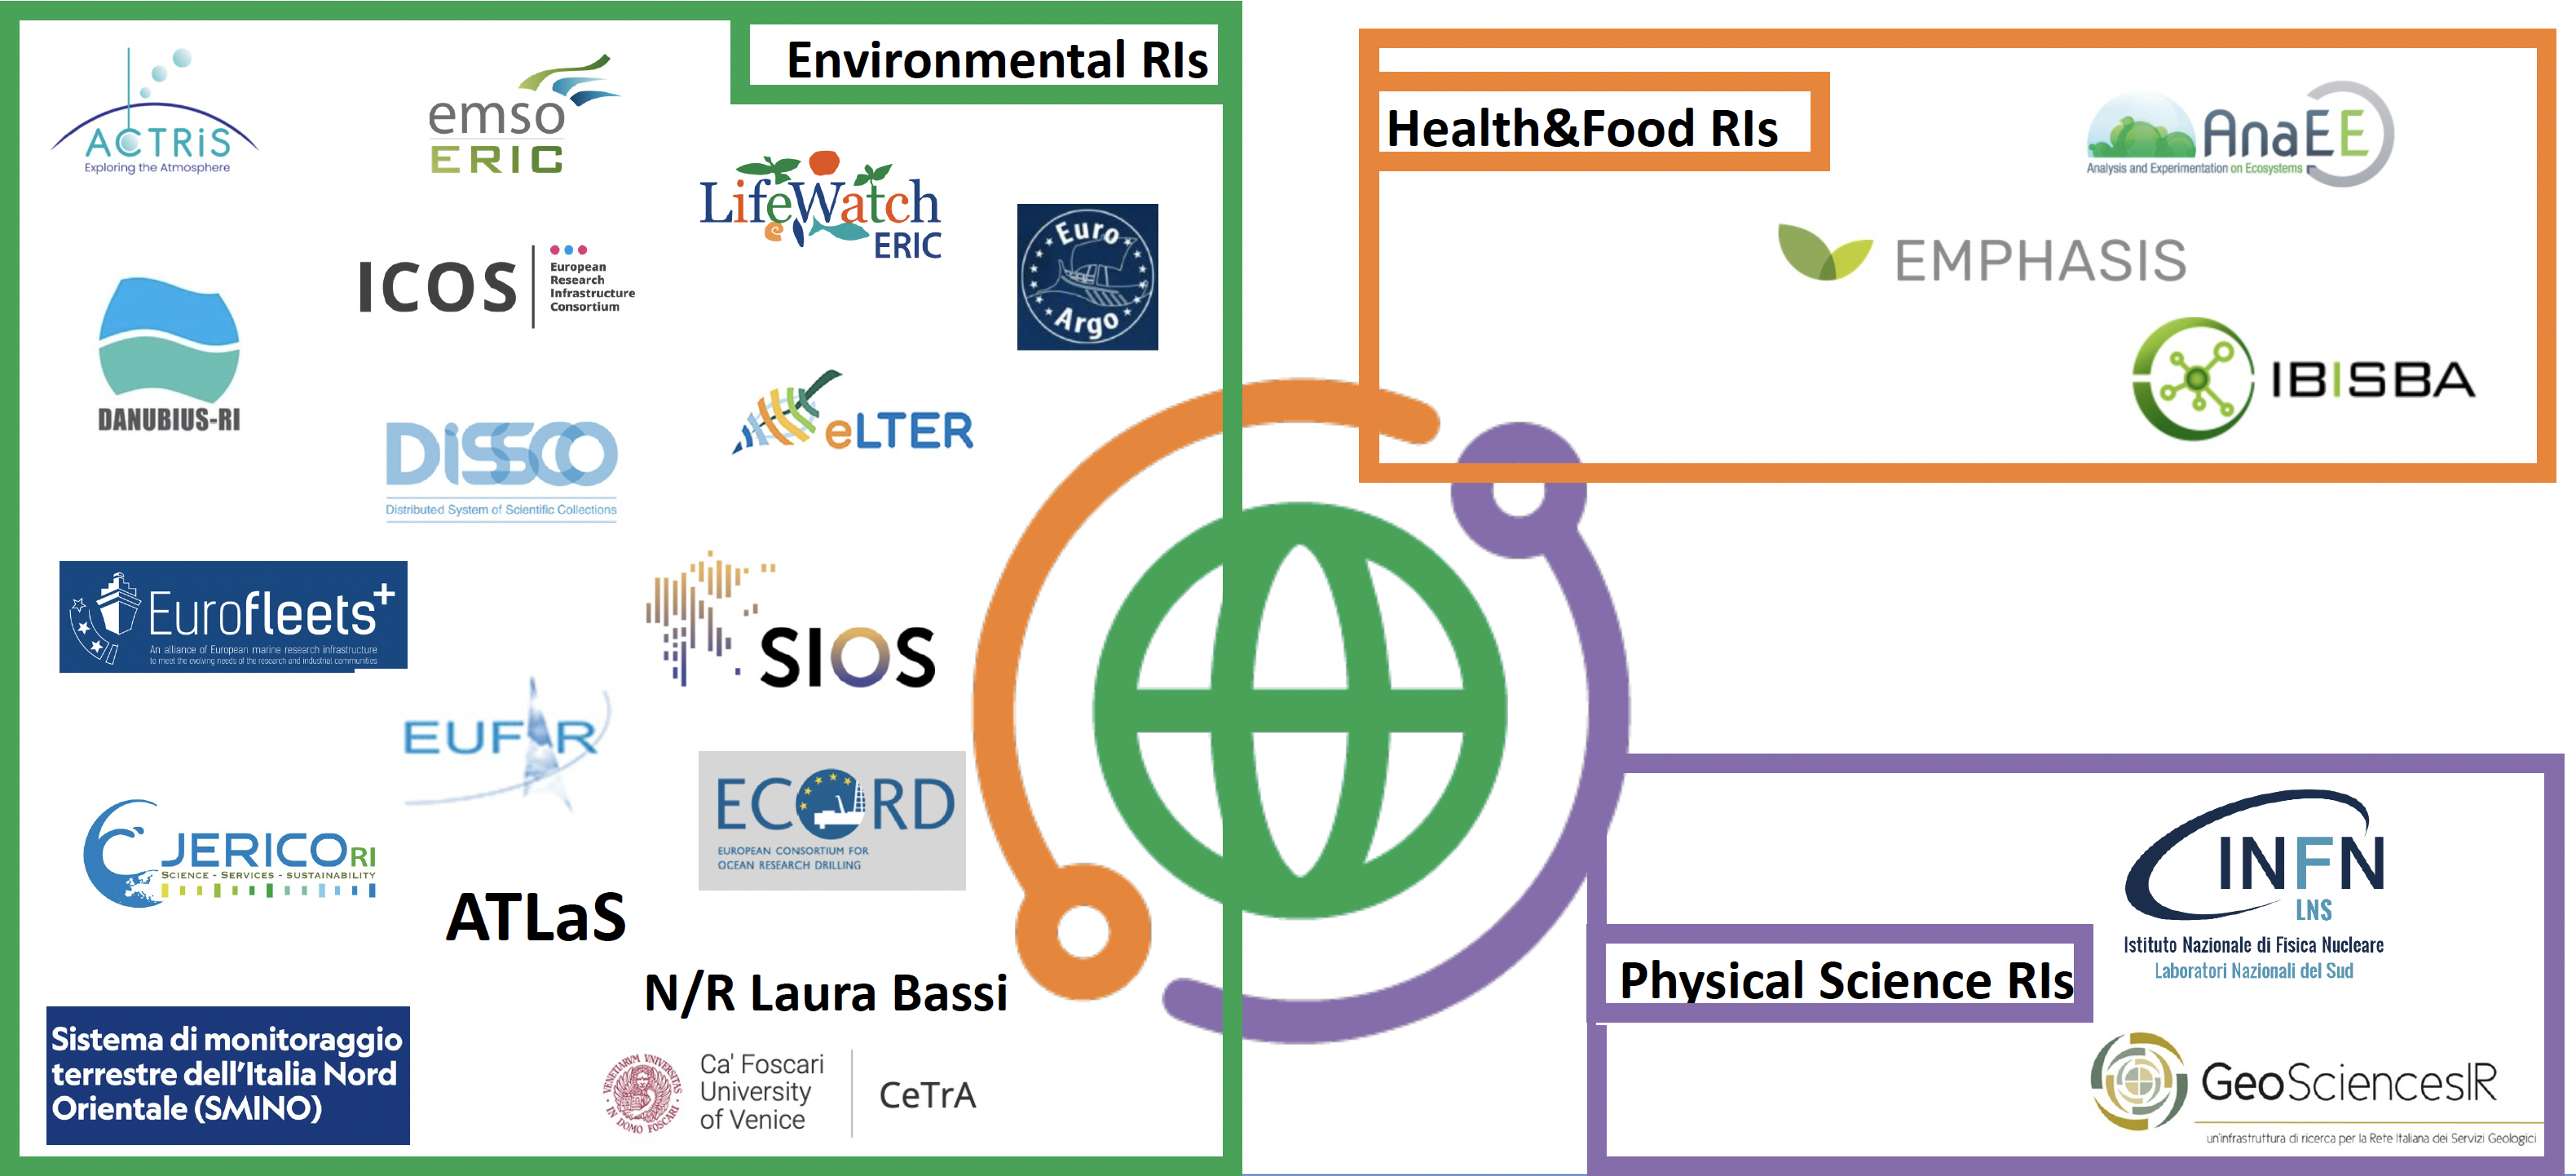 Environmental RIs
ACTRiS
Exploring the Atmosphere
emso
ERIC
LifeWatch
ERIC
Euro
Argo
ICOS
European
Research
Infrastructure
Consortium
DANUBIUS-RI
DiSSCO
Distributed System of Scientific Collections
eLTER
Eurofleets+
An alliance of European marine research infrastructure
to meet the evolving needs of the research and industrial communities
SIOS
EUFAR
ECORD
EUROPEAN CONSORTIUM FOR
OCEAN RESEARCH DRILLING
JERICO RI
SCIENCE - SERVICES - SUSTAINABILITY
ATLaS
N/R Laura Bassi
Sistema di monitoraggio
terrestre dell'Italia Nord
Orientale (SMINO)
VENETIARUM UNIVERSITAS
IN DOMO FOSCARI
Ca' Foscari
University
of Venice
CeTrA
Health&Food RIs
AnaEE
Analysis and Experimentation on Ecosystems
EMPHASIS
IBISBA
Physical Science RIs
INFN
LNS
Istituto Nazionale di Fisica Nucleare
Laboratori Nazionali del Sud
GeoSciencesIR
un'infrastruttura di ricerca per la Rete Italiana dei Servizi Geologici